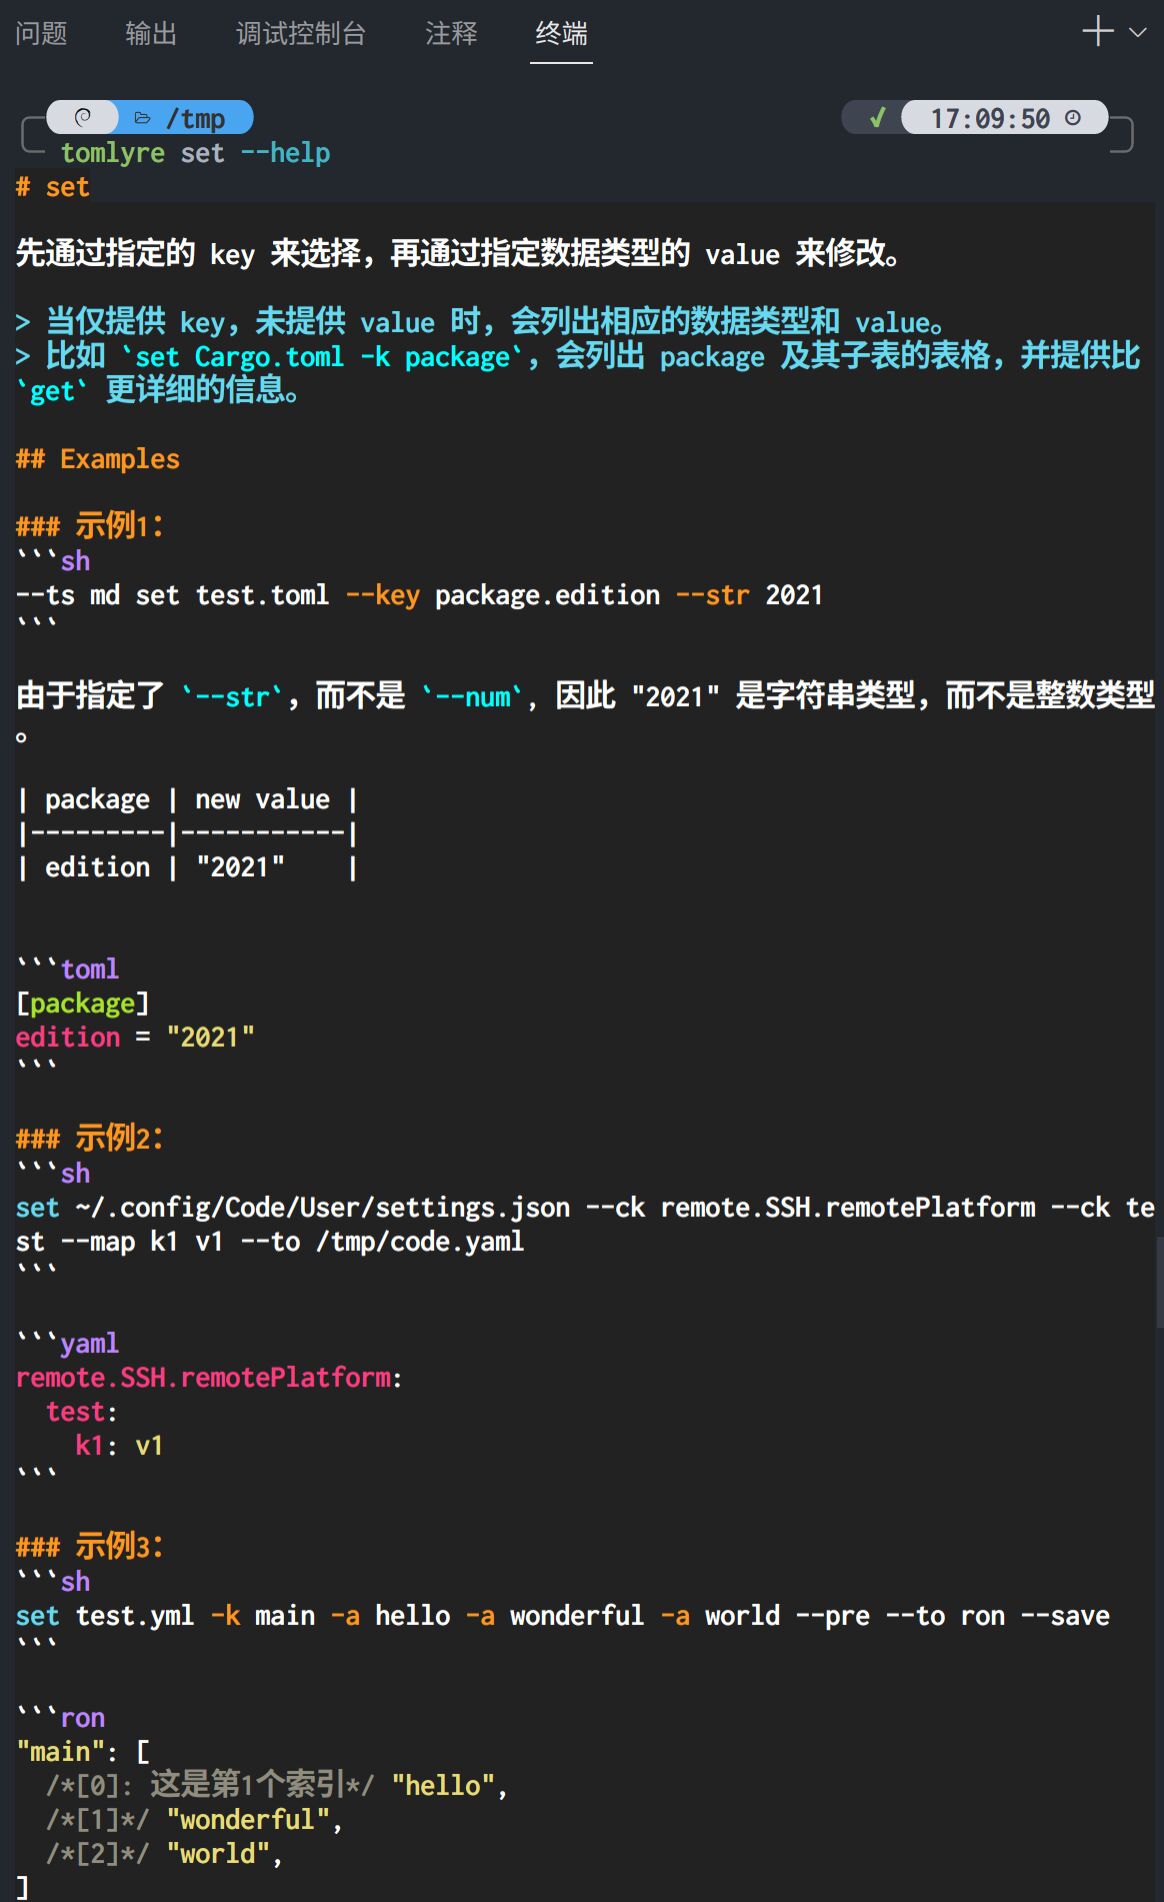 问题 输出 调试控制台 注释 终端
/tmp ✔ 17:09:50
tomlyre set --help
# set
先通过指定的 key 来选择，再通过指定数据类型的 value 来修改。
> 当仅提供 key，未提供 value 时，会列出相应的数据类型和 value。
> 比如 `set Cargo.toml -k package`，会列出 package 及其子表的表格，并提供比
`get` 更详细的信息。
## Examples
### 示例1：
```sh
--ts md set test.toml --key package.edition --str 2021
```
由于指定了 `--str`，而不是 `--num`, 因此 "2021" 是字符串类型，而不是整数类型
。
| package | new value |
|---------|-----------|
| edition | "2021"    |
```toml
[package]
edition = "2021"
```
### 示例2：
```sh
set ~/.config/Code/User/settings.json --ck remote.SSH.remotePlatform --ck te
st --map k1 v1 --to /tmp/code.yaml
```
```yaml
remote.SSH.remotePlatform:
  test:
    k1: v1
```
### 示例3：
```sh
set test.yml -k main -a hello -a wonderful -a world --pre --to ron --save
```
```ron
"main": [
  /*[0]: 这是第1个索引*/ "hello",
  /*[1]*/ "wonderful",
  /*[2]*/ "world",
]